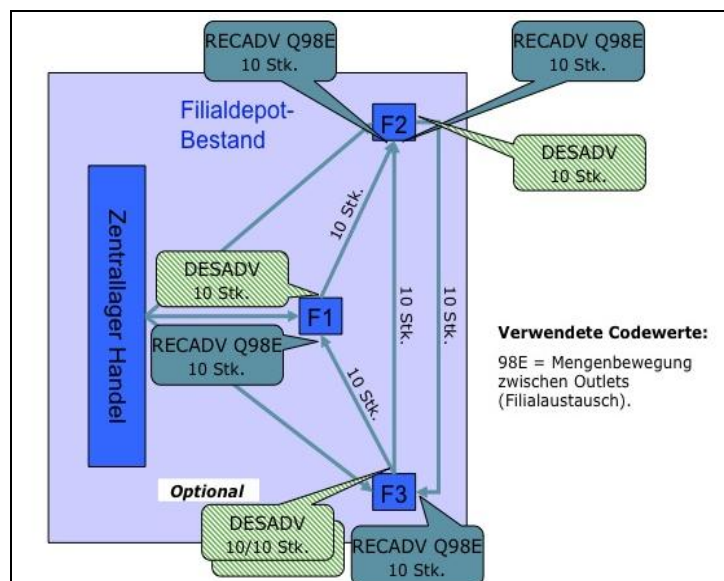 RECADV Q98E
10 Stk.
RECADV Q98E
10 Stk.
Filialdepot-
Bestand
F2
DESADV
10 Stk.
Zentrallager Handel
10 Stk.
DESADV
10 Stk.
F1
10 Stk.
10 Stk.
RECADV Q98E
10 Stk.
10 Stk.
Verwendete Codewerte:
98E = Mengenbewegung
zwischen Outlets
(Filialaustausch).
Optional
F3
DESADV
10/10 Stk.
RECADV Q98E
10 Stk.